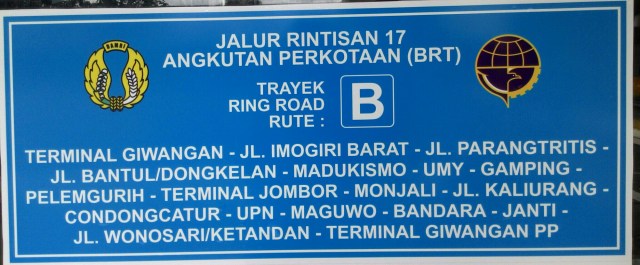 DAMRI
JALUR RINTISAN 17
ANGKUTAN PERKOTAAN (BRT)
TRAYEK
RING ROAD
RUTE :
B
TERMINAL GIWANGAN - JL. IMOGIRI BARAT - JL. PARANGTRITIS -
JL. BANTUL/DONGKELAN - MADUKISMO - UMY - GAMPING -
PELEMGURIH - TERMINAL JOMBOR - MONJALI - JL. KALIURANG -
CONDONGCATUR - UPN - MAGUWO - BANDARA - JANTI -
JL. WONOSARI/KETANDAN - TERMINAL GIWANGAN PP